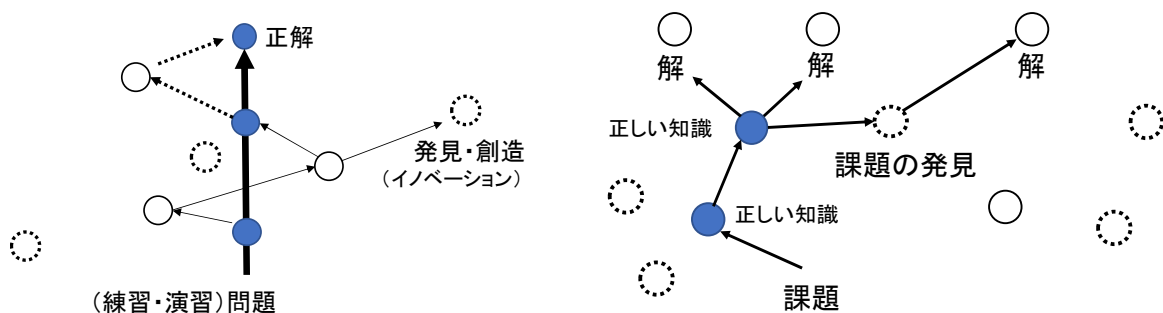 正解
発見・創造
（イノベーション）
（練習・演習）問題
解
解
解
正しい知識
課題の発見
正しい知識
課題